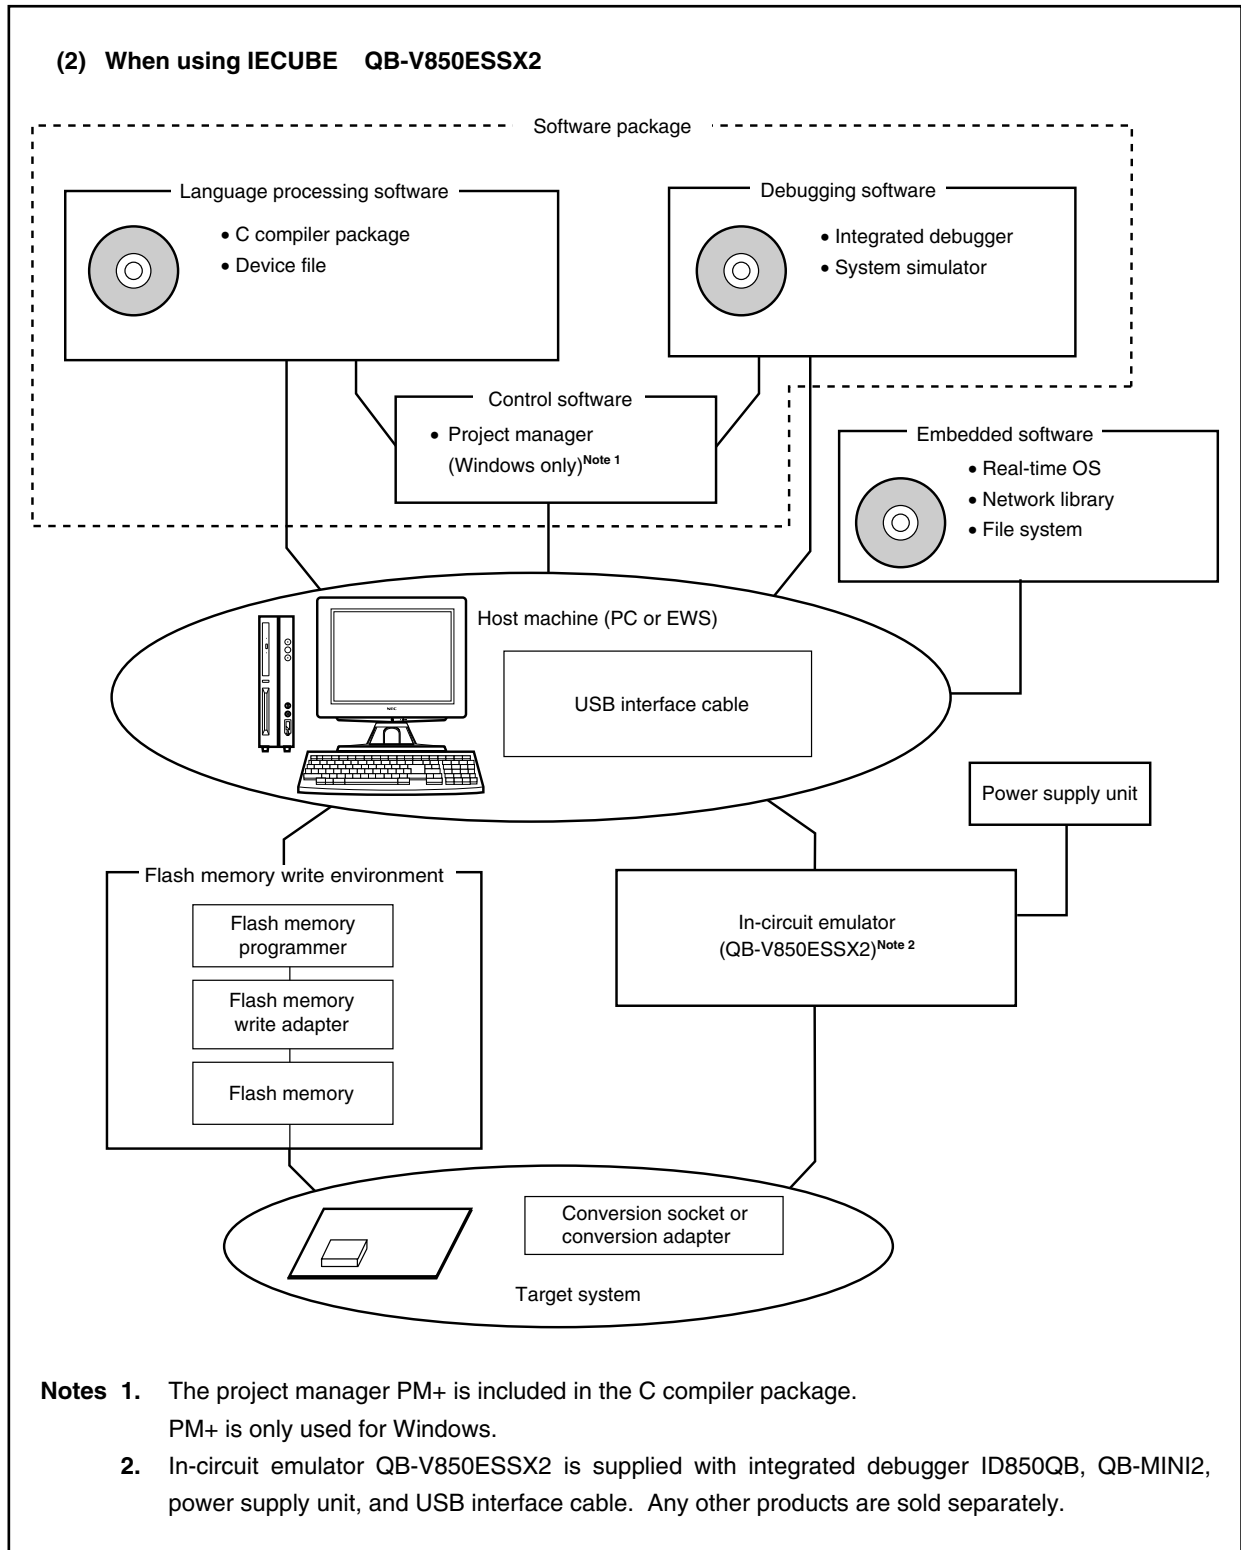 (2) When using IECUBE QB-V850ESSX2
Software package
Language processing software
• C compiler package
• Device file
Debugging software
• Integrated debugger
• System simulator
Control software
• Project manager
(Windows only)Note 1
Embedded software
• Real-time OS
• Network library
• File system
Host machine (PC or EWS)
NEC
USB interface cable
Power supply unit
Flash memory write environment
Flash memory
programmer
Flash memory
write adapter
Flash memory
In-circuit emulator
(QB-V850ESSX2)Note 2
Conversion socket or
conversion adapter
Target system
Notes 1. The project manager PM+ is included in the C compiler package.
PM+ is only used for Windows.
2. In-circuit emulator QB-V850ESSX2 is supplied with integrated debugger ID850QB, QB-MINI2,
power supply unit, and USB interface cable. Any other products are sold separately.